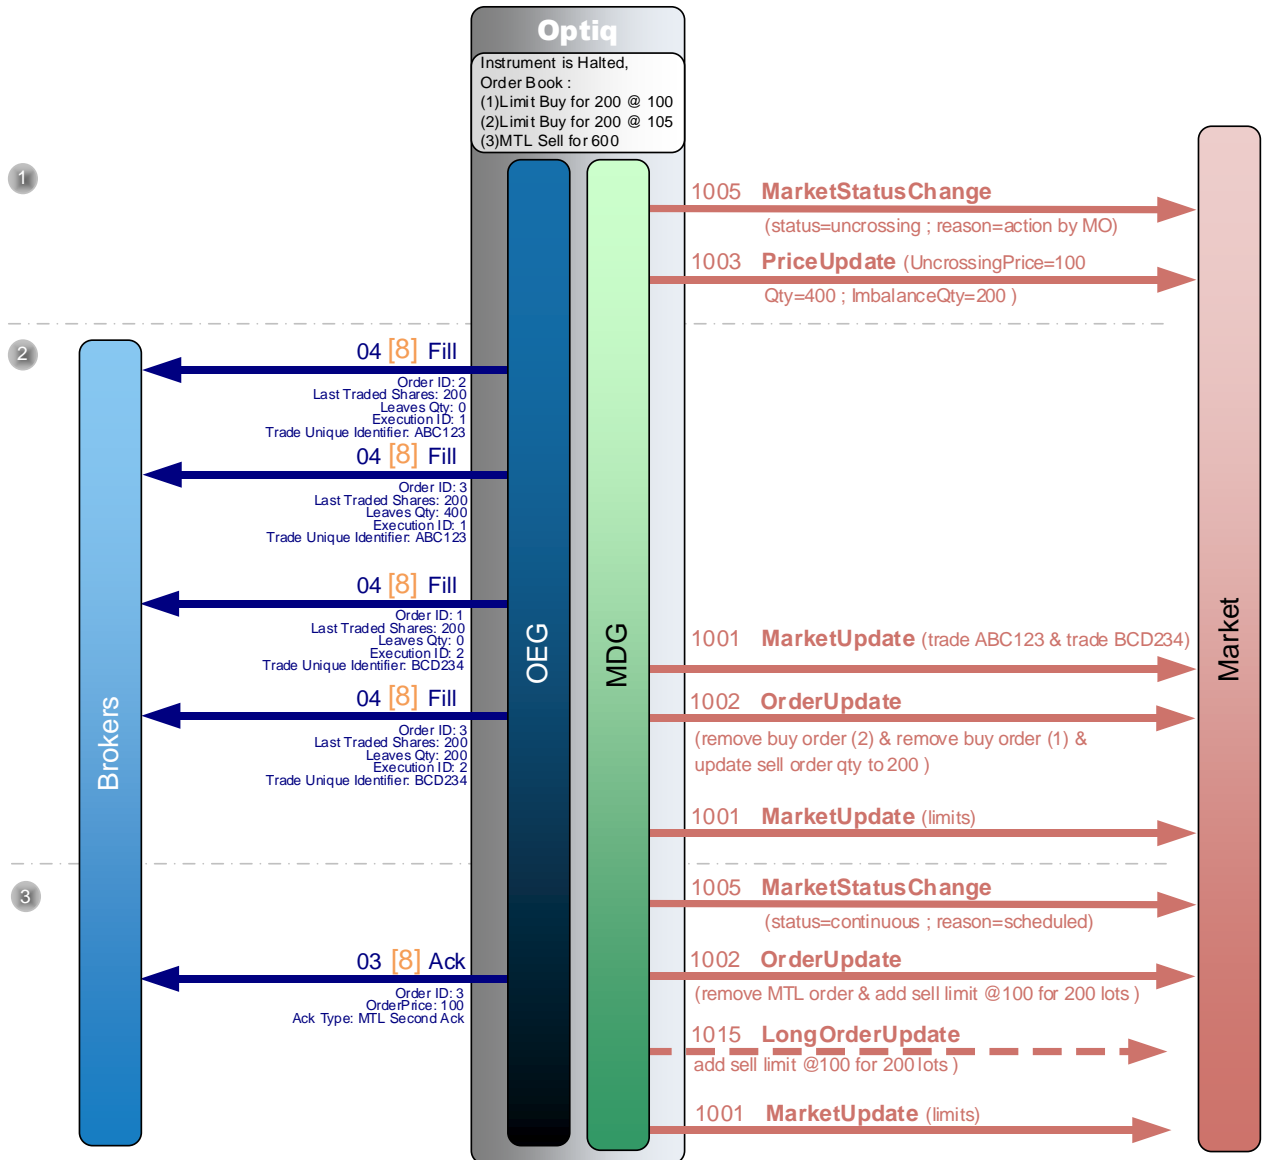 Optiq
Instrument is Halted,
Order Book :
(1)Limit Buy for 200 @ 100
(2)Limit Buy for 200 @ 105
(3)MTL Sell for 600
1
1005 MarketStatusChange
(status=uncrossing ; reason=action by MO)
1003 PriceUpdate (UncrossingPrice=100
Qty=400 ; ImbalanceQty=200 )
2
04 [8] Fill
Order ID: 2
Last Traded Shares: 200
Leaves Qty: 0
Execution ID: 1
Trade Unique Identifier: ABC123
04 [8] Fill
Order ID: 3
Last Traded Shares: 200
Leaves Qty: 400
Execution ID: 1
Trade Unique Identifier: ABC123
04 [8] Fill
Order ID: 1
Last Traded Shares: 200
Leaves Qty: 0
Execution ID: 2
Trade Unique Identifier: BCD234
04 [8] Fill
Order ID: 3
Last Traded Shares: 200
Leaves Qty: 200
Execution ID: 2
Trade Unique Identifier: BCD234
Brokers
OEG
MDG
Market
1001 MarketUpdate (trade ABC123 & trade BCD234)
1002 OrderUpdate
(remove buy order (2) & remove buy order (1) &
update sell order qty to 200 )
1001 MarketUpdate (limits)
3
1005 MarketStatusChange
(status=continuous ; reason=scheduled)
03 [8] Ack
Order ID: 3
OrderPrice: 100
Ack Type: MTL Second Ack
1002 OrderUpdate
(remove MTL order & add sell limit @100 for 200 lots )
1015 LongOrderUpdate
add sell limit @100 for 200 lots )
1001 MarketUpdate (limits)